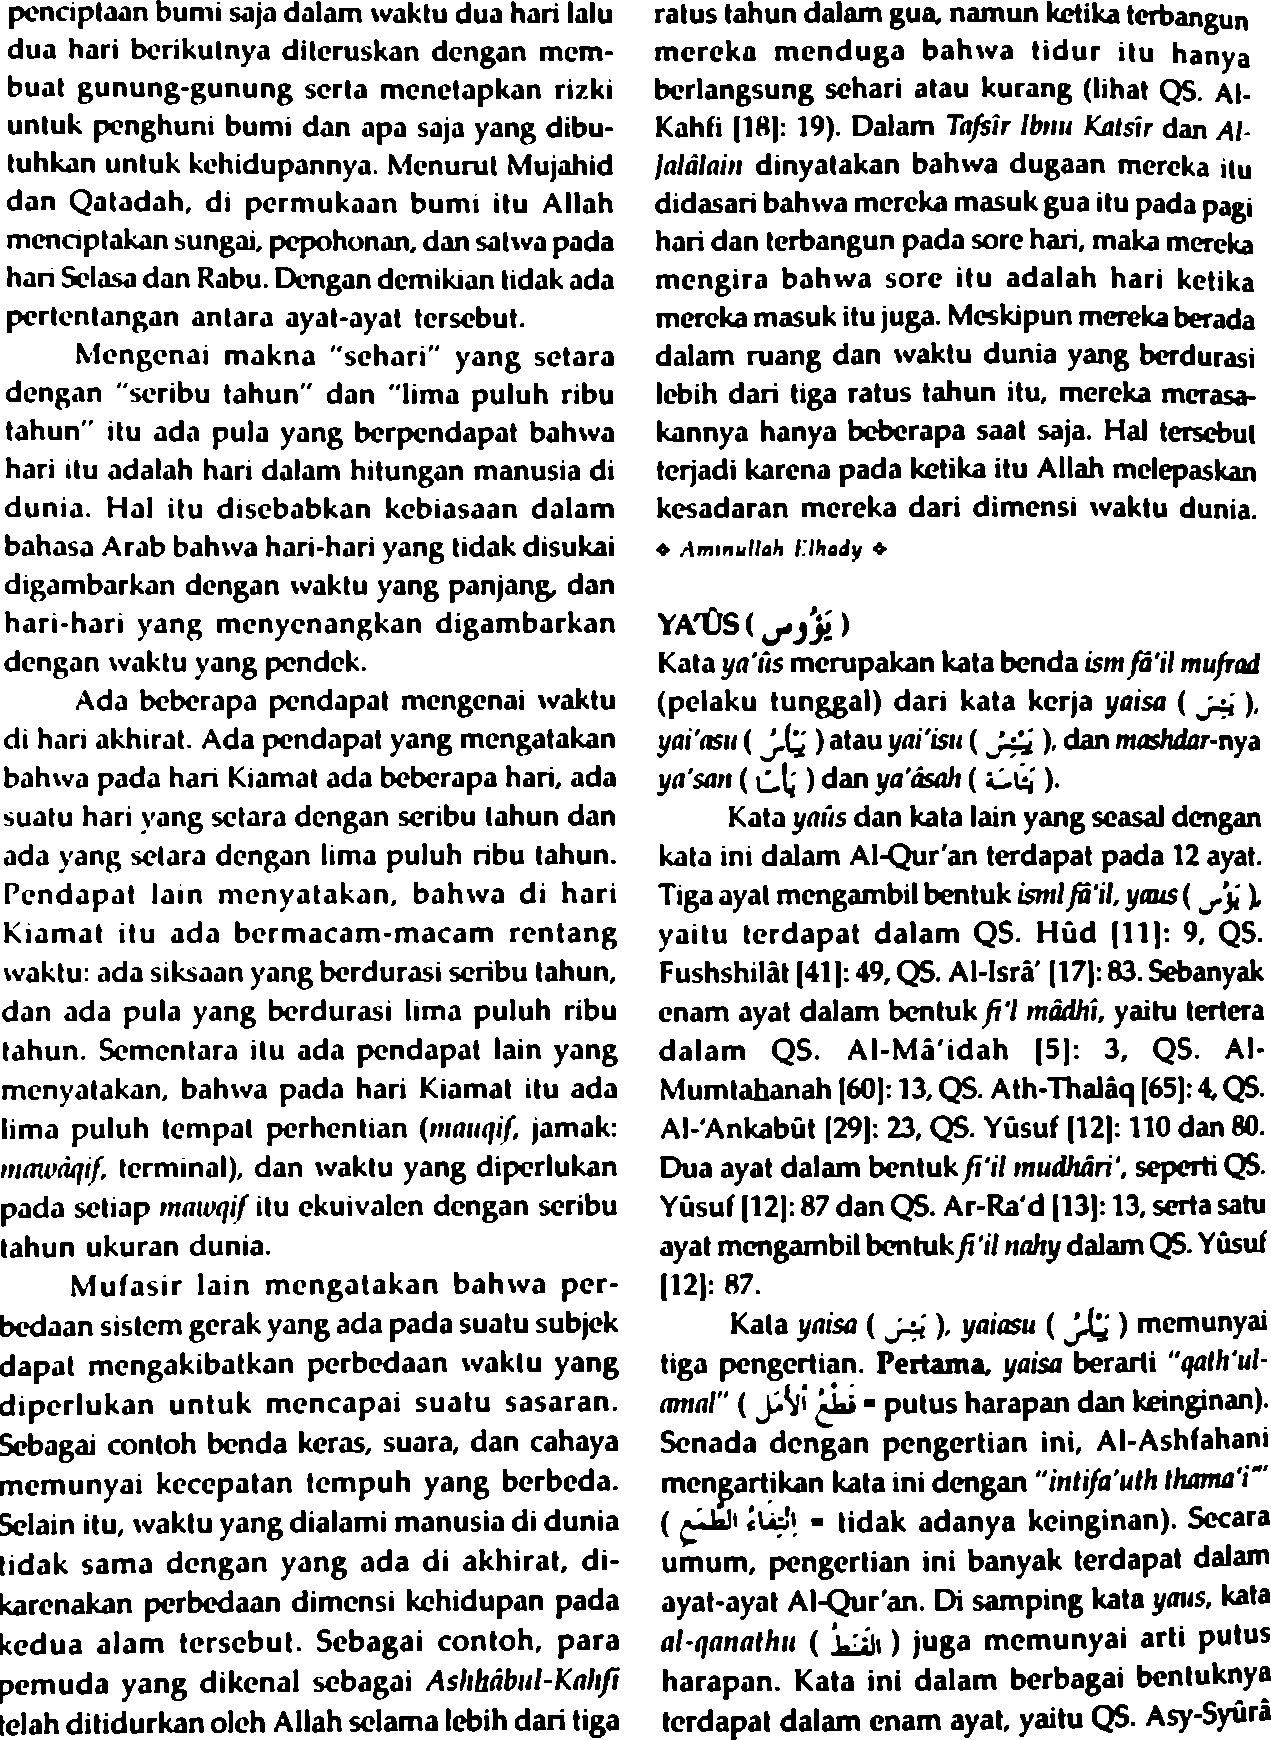 penciptaan bumi saja dalam waktu dua hari lalu
dua hari berikutnya diteruskan dengan mem-
buat gunung-gunung serta menetapkan rizki
untuk penghuni bumi dan apa saja yang dibu-
tuhkan untuk kehidupannya. Menurut Mujahid
dan Qatadah, di permukaan bumi itu Allah
menciptakan sungai, pepohonan, dan satwa pada
hari Selasa dan Rabu. Dengan demikian tidak ada
pertentangan antara ayat-ayat tersebut.
Mengenai makna "sehari" yang setara
dengan "seribu tahun" dan "lima puluh ribu
tahun" itu ada pula yang berpendapat bahwa
hari itu adalah hari dalam hitungan manusia di
dunia. Hal itu disebabkan kebiasaan dalam
bahasa Arab bahwa hari-hari yang tidak disukai
digambarkan dengan waktu yang panjang, dan
hari-hari yang menyenangkan digambarkan
dengan waktu yang pendek.
Ada beberapa pendapat mengenai waktu
di hari akhirat. Ada pendapat yang mengatakan
bahwa pada hari Kiamat ada beberapa hari, ada
suatu hari yang setara dengan seribu tahun dan
ada yang setara dengan lima puluh ribu tahun.
Pendapat lain menyatakan, bahwa di hari
Kiamat itu ada bermacam-macam rentang
waktu: ada siksaan yang berdurasi seribu tahun,
dan ada pula yang berdurasi lima puluh ribu
tahun. Sementara itu ada pendapat lain yang
menyatakan, bahwa pada hari Kiamat itu ada
lima puluh tempat perhentian (mauqif, jamak:
mawâqif, terminal), dan waktu yang diperlukan
pada setiap mawqif itu ekuivalen dengan seribu
tahun ukuran dunia.
Mufasir lain mengatakan bahwa per-
bedaan sistem gerak yang ada pada suatu subjek
dapat mengakibatkan perbedaan waktu yang
diperlukan untuk mencapai suatu sasaran.
Sebagai contoh benda keras, suara, dan cahaya
memunyai kecepatan tempuh yang berbeda.
Selain itu, waktu yang dialami manusia di dunia
tidak sama dengan yang ada di akhirat, di-
karenakan perbedaan dimensi kehidupan pada
kedua alam tersebut. Sebagai contoh, para
pemuda yang dikenal sebagai Ashhâbul-Kahfi
telah ditidurkan oleh Allah selama lebih dari tiga
ratus tahun dalam gua, namun ketika terbangun
mereka menduga bahwa tidur itu hanya
berlangsung sehari atau kurang (lihat QS. Al-
Kahfi [18]: 19). Dalam Tafsîr Ibnu Katsîr dan Al-
Jalâlain dinyatakan bahwa dugaan mereka itu
didasari bahwa mereka masuk gua itu pada pagi
hari dan terbangun pada sore hari, maka mereka
mengira bahwa sore itu adalah hari ketika
mereka masuk itu juga. Meskipun mereka berada
dalam ruang dan waktu dunia yang berdurasi
lebih dari tiga ratus tahun itu, mereka merasa-
kannya hanya beberapa saat saja. Hal tersebut
terjadi karena pada ketika itu Allah melepaskan
kesadaran mereka dari dimensi waktu dunia.
❖ Aminullah Elhady ❖
YA'ÛS ( يَؤُوس )
Kata ya'ûs merupakan kata benda ism fâ'il mufrad
(pelaku tunggal) dari kata kerja yaisa ( يَئِسَ ),
yai'asu ( يَيْأَسُ ) atau yai'isu ( يَيْئِسُ ), dan mashdar-nya
ya'san ( يَأْسًا ) dan ya'âsah ( يَآسَة ).
Kata yaûs dan kata lain yang seasal dengan
kata ini dalam Al-Qur'an terdapat pada 12 ayat.
Tiga ayat mengambil bentuk isml fâ'il, yaus ( يَؤُس ),
yaitu terdapat dalam QS. Hûd [11]: 9, QS.
Fushshilât [41]: 49, QS. Al-Isrâ' [17]: 83. Sebanyak
enam ayat dalam bentuk fi'l mâdhî, yaitu tertera
dalam QS. Al-Mâ'idah [5]: 3, QS. Al-
Mumtahanah [60]: 13, QS. Ath-Thalâq [65]: 4, QS.
Al-'Ankabût [29]: 23, QS. Yûsuf [12]: 110 dan 80.
Dua ayat dalam bentuk fi'il mudhâri', seperti QS.
Yûsuf [12]: 87 dan QS. Ar-Ra'd [13]: 13, serta satu
ayat mengambil bentuk fi'il nahy dalam QS. Yûsuf
[12]: 87.
Kata yaisa ( يَئِسَ ), yaiasu ( يَيْأَسُ ) memunyai
tiga pengertian. Pertama, yaisa berarti "qath'ul-
amal" ( قَطْعُ الْأَمَل = putus harapan dan keinginan).
Senada dengan pengertian ini, Al-Ashfahani
mengartikan kata ini dengan "intifa'uth thama'i'"
( اِنْتِفَاءُ الطَّمَعِ = tidak adanya keinginan). Secara
umum, pengertian ini banyak terdapat dalam
ayat-ayat Al-Qur'an. Di samping kata yaus, kata
al-qanathu ( الْقَنَطُ ) juga memunyai arti putus
harapan. Kata ini dalam berbagai bentuknya
terdapat dalam enam ayat, yaitu QS. Asy-Syûrâ